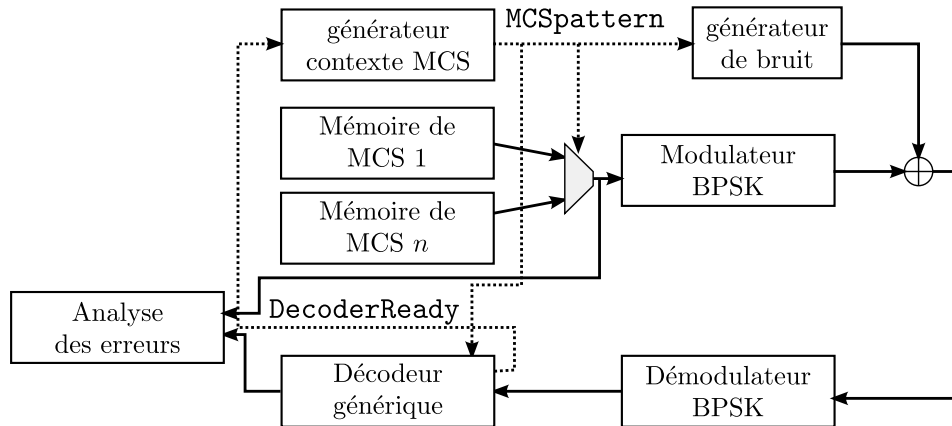 générateur
contexte MCS
MCSpattern
générateur
de bruit
Mémoire de
MCS 1
Mémoire de
MCS n
Modulateur
BPSK
Analyse
des erreurs
DecoderReady
Décodeur
générique
Démodulateur
BPSK